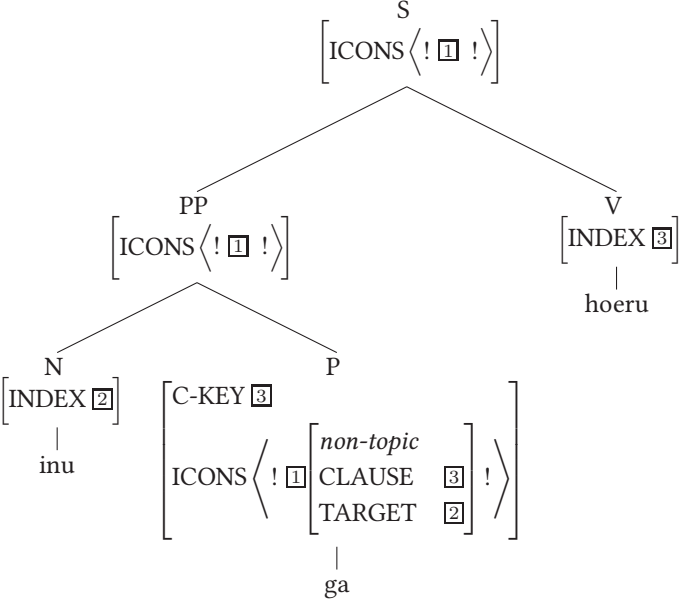 S
[ICONS⟨! 1 !⟩]
PP
[ICONS⟨! 1 !⟩]
V
[INDEX 3]
hoeru
N
[INDEX 2]
inu
P
C-KEY 3
non-topic
ICONS⟨! 1 [CLAUSE 3] !⟩
TARGET 2
ga